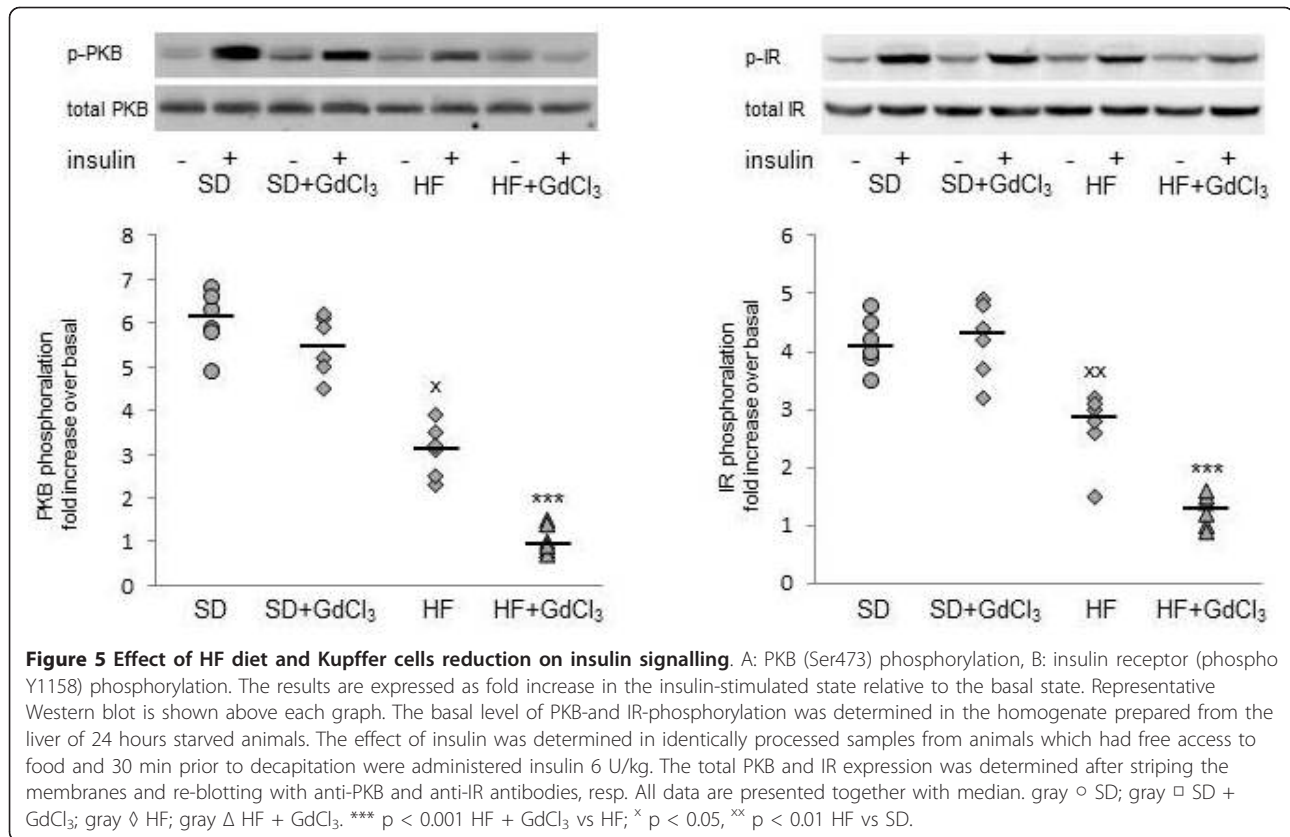 p-PKB
total PKB
insulin - + - + - + - +
SD SD+GdCl₃ HF HF+GdCl₃
8
7
6
5
4
3
2
1
0
PKB phosphoralation
fold increase over basal
x
***
SD SD+GdCl₃ HF HF+GdCl₃
p-IR
total IR
insulin - + - + - + - +
SD SD+GdCl₃ HF HF+GdCl₃
6
5
4
3
2
1
0
IR phosphoralation
fold increase over basal
xx
***
SD SD+GdCl₃ HF HF+GdCl₃
Figure 5 Effect of HF diet and Kupffer cells reduction on insulin signalling. A: PKB (Ser473) phosphorylation, B: insulin receptor (phospho
Y1158) phosphorylation. The results are expressed as fold increase in the insulin-stimulated state relative to the basal state. Representative
Western blot is shown above each graph. The basal level of PKB-and IR-phosphorylation was determined in the homogenate prepared from the
liver of 24 hours starved animals. The effect of insulin was determined in identically processed samples from animals which had free access to
food and 30 min prior to decapitation were administered insulin 6 U/kg. The total PKB and IR expression was determined after striping the
membranes and re-blotting with anti-PKB and anti-IR antibodies, resp. All data are presented together with median. gray ○ SD; gray □ SD +
GdCl₃; gray ◊ HF; gray Δ HF + GdCl₃. *** p < 0.001 HF + GdCl₃ vs HF; ˣ p < 0.05, ˣˣ p < 0.01 HF vs SD.